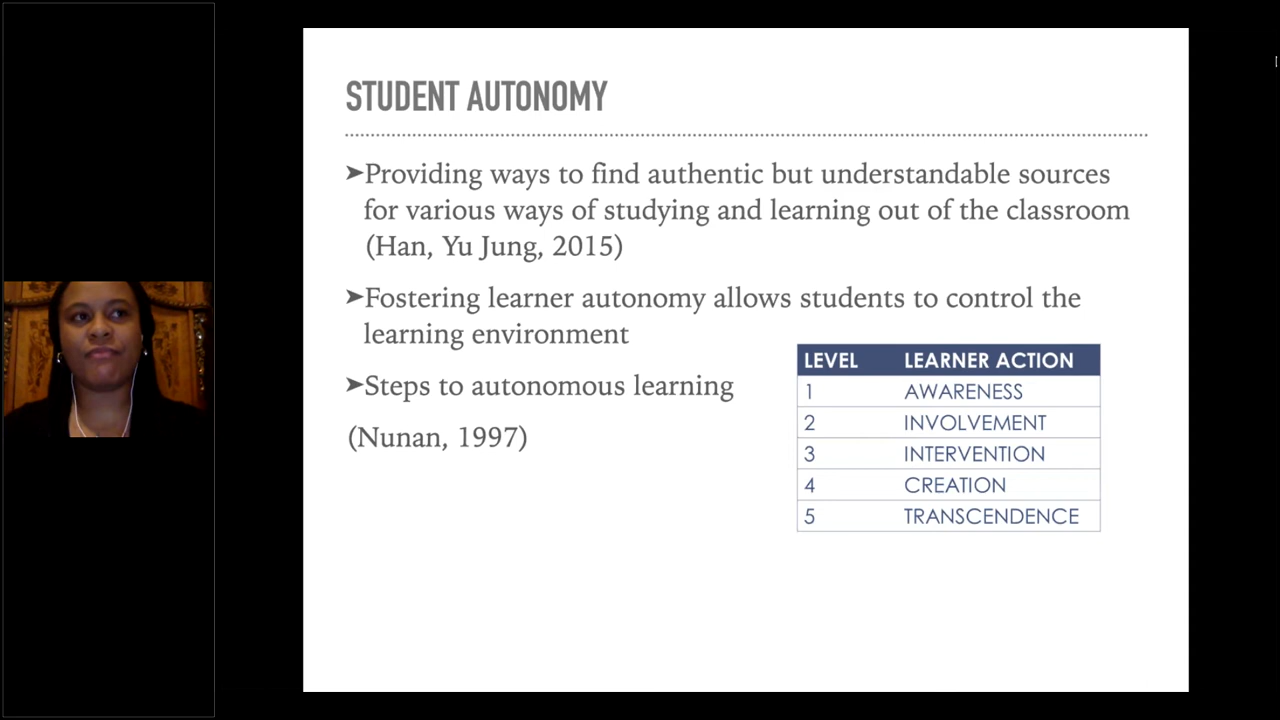 STUDENT AUTONOMY
➤Providing ways to find authentic but understandable sources
for various ways of studying and learning out of the classroom
(Han, Yu Jung, 2015)
➤Fostering learner autonomy allows students to control the
learning environment
➤Steps to autonomous learning
(Nunan, 1997)
LEVEL LEARNER ACTION
1 AWARENESS
2 INVOLVEMENT
3 INTERVENTION
4 CREATION
5 TRANSCENDENCE